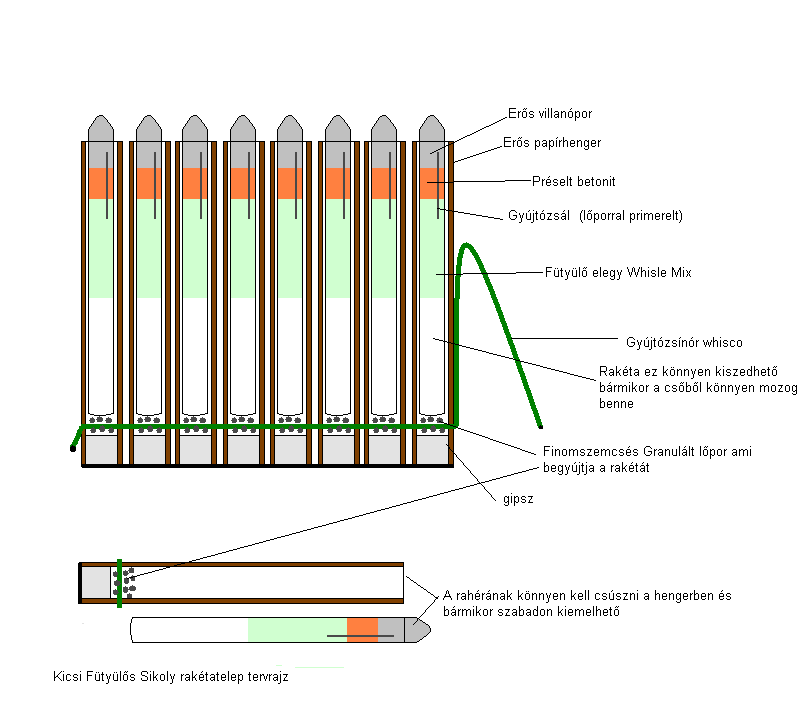 Erős villanópor
Erős papírhenger
Préselt betonit
Gyújtózsál (lőporral primerelt)
Fütyülő elegy Whisle Mix
Gyújtózsínór whisco
Rakéta ez könnyen kiszedhető
bármikor a csőből könnyen mozog
benne
Finomszemcsés Granulált lőpor ami
begyújtja a rakétát
gipsz
A rahérának könnyen kell csúszni a hengerben és
bármikor szabadon kiemelhető
Kicsi Fütyülős Sikoly rakétatelep tervrajz